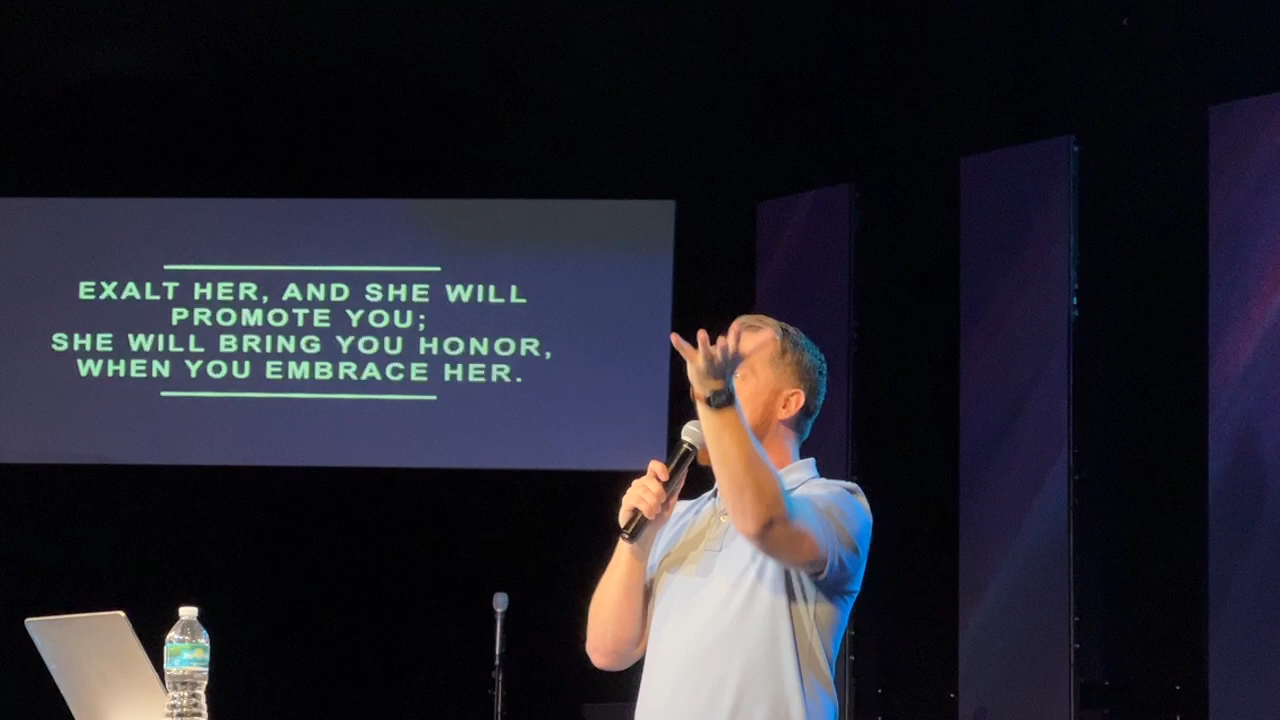 EXALT HER, AND SHE WILL
PROMOTE YOU;
SHE WILL BRING YOU HONOR,
WHEN YOU EMBRACE HER.